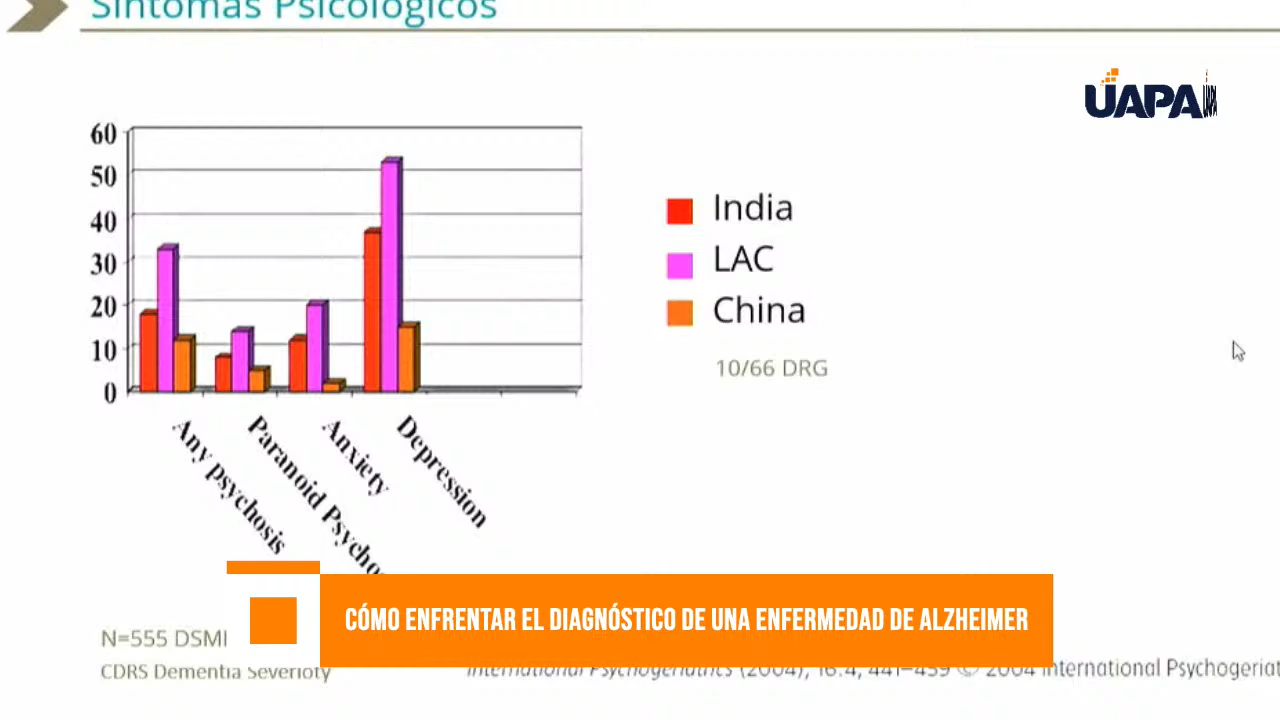 Síntomas Psicológicos
UAPA
60
50
40
30
20
10
0
Any psychosis
Paranoid
Anxiety
Depression
India
LAC
China
10/66 DRG
CÓMO ENFRENTAR EL DIAGNÓSTICO DE UNA ENFERMEDAD DE ALZHEIMER
N=555 DSMI
CDRS Dementia Severioty
International Psychogeriatrics (2004), 16:4, 441–459 © 2004 International